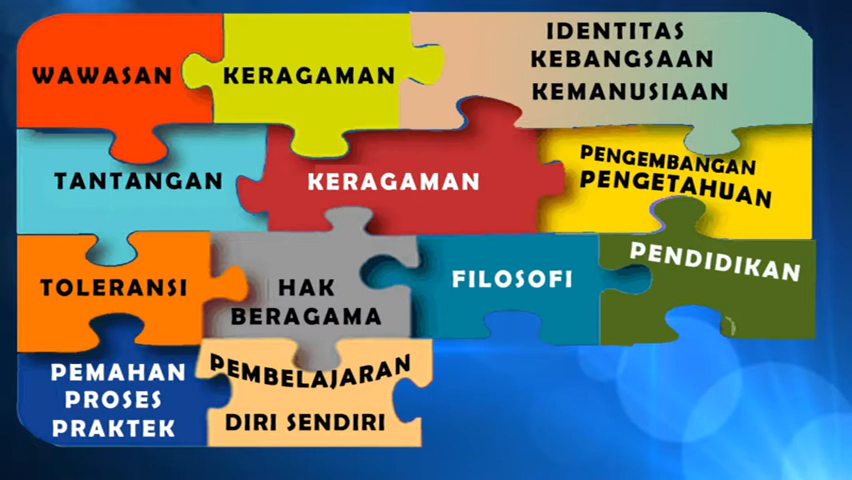 WAWASAN
KERAGAMAN
IDENTITAS
KEBANGSAAN
KEMANUSIAAN
TANTANGAN
KERAGAMAN
PENGEMBANGAN
PENGETAHUAN
TOLERANSI
HAK
BERAGAMA
FILOSOFI
PENDIDIKAN
PEMAHAN
PROSES
PRAKTEK
PEMBELAJARAN
DIRI SENDIRI